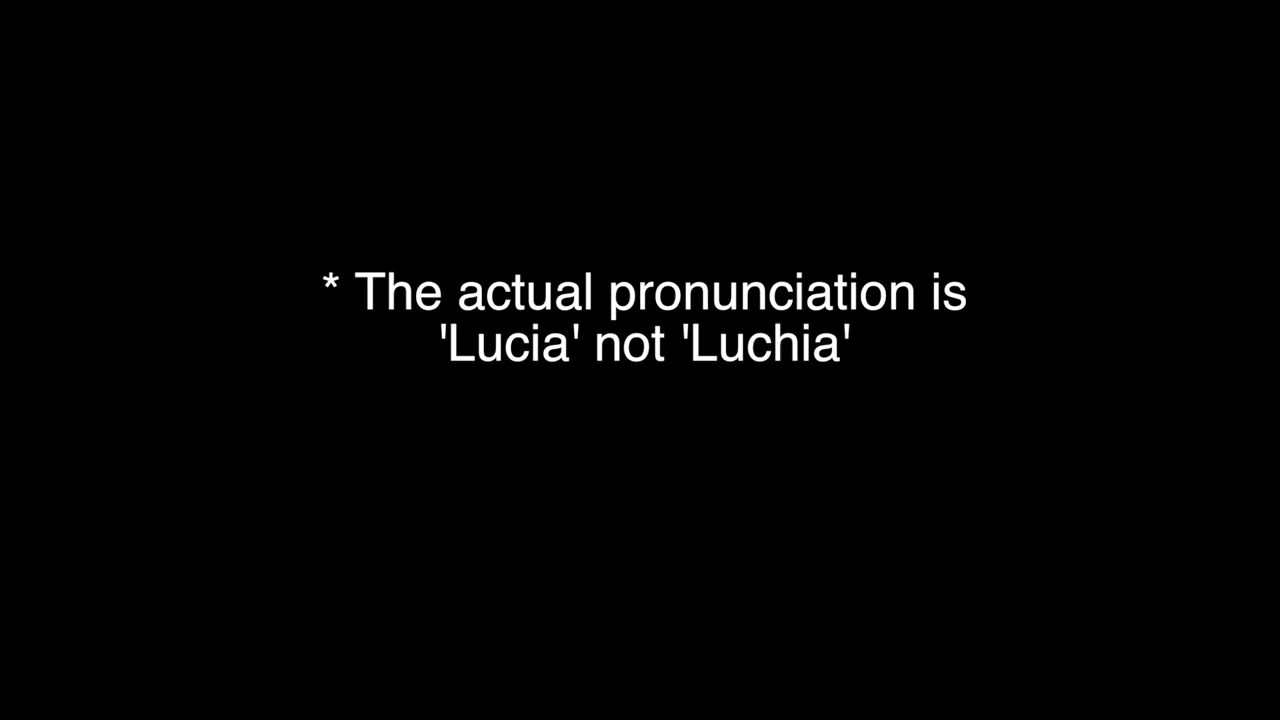 * The actual pronunciation is
'Lucia' not 'Luchia'